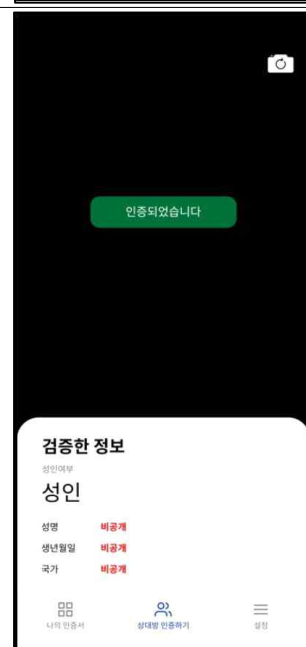 인증되었습니다
검증한 정보
성인여부
성인
성명 비공개
생년월일 비공개
국가 비공개
나의 인증서 상대방 인증하기 설정